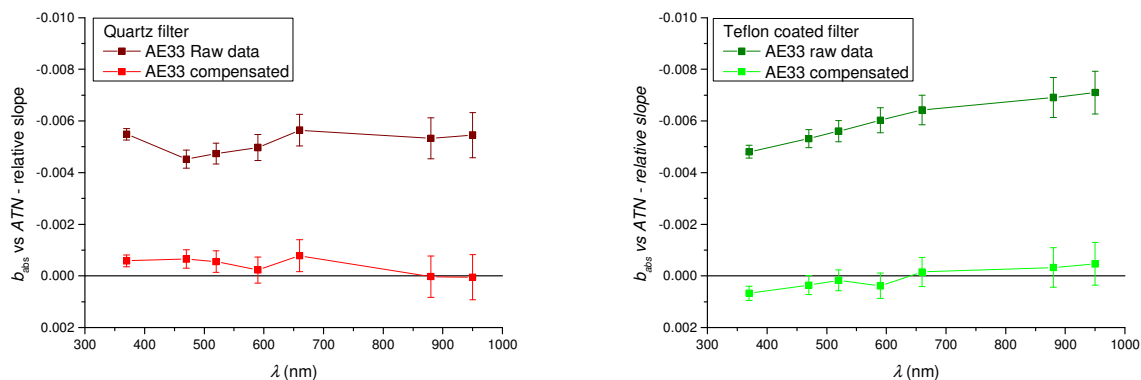 -0.010
-0.008
-0.006
-0.004
-0.002
0.000
0.002
b_abs vs ATN - relative slope
Quartz filter
AE33 Raw data
AE33 compensated
300 400 500 600 700 800 900 1000
λ (nm)
-0.010
-0.008
-0.006
-0.004
-0.002
0.000
0.002
b_abs vs ATN - relative slope
Teflon coated filter
AE33 raw data
AE33 compensated
300 400 500 600 700 800 900 1000
λ (nm)